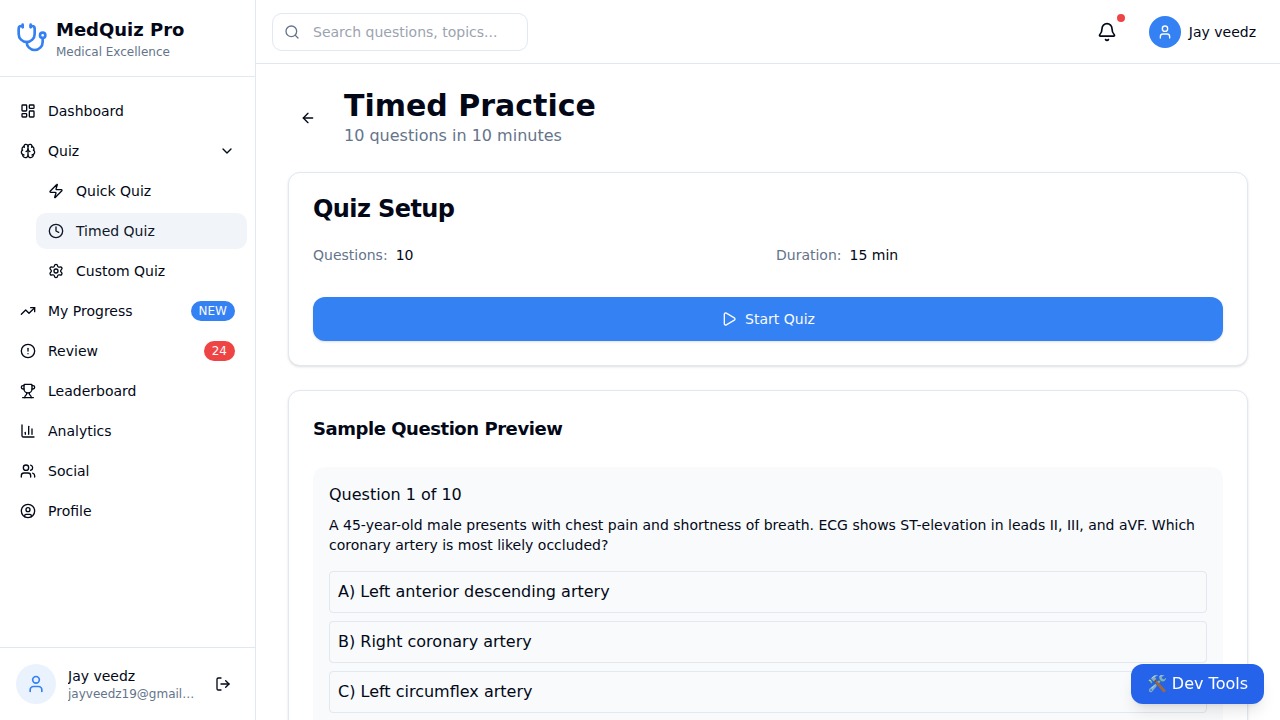 MedQuiz Pro
Medical Excellence
Dashboard
Quiz
Quick Quiz
Timed Quiz
Custom Quiz
My Progress NEW
Review 24
Leaderboard
Analytics
Social
Profile
Jay veedz
jayveedz19@gmail...
Search questions, topics...
Jay veedz
Timed Practice
10 questions in 10 minutes
Quiz Setup
Questions: 10
Duration: 15 min
Start Quiz
Sample Question Preview
Question 1 of 10
A 45-year-old male presents with chest pain and shortness of breath. ECG shows ST-elevation in leads II, III, and aVF. Which
coronary artery is most likely occluded?
A) Left anterior descending artery
B) Right coronary artery
C) Left circumflex artery
🛠️ Dev Tools